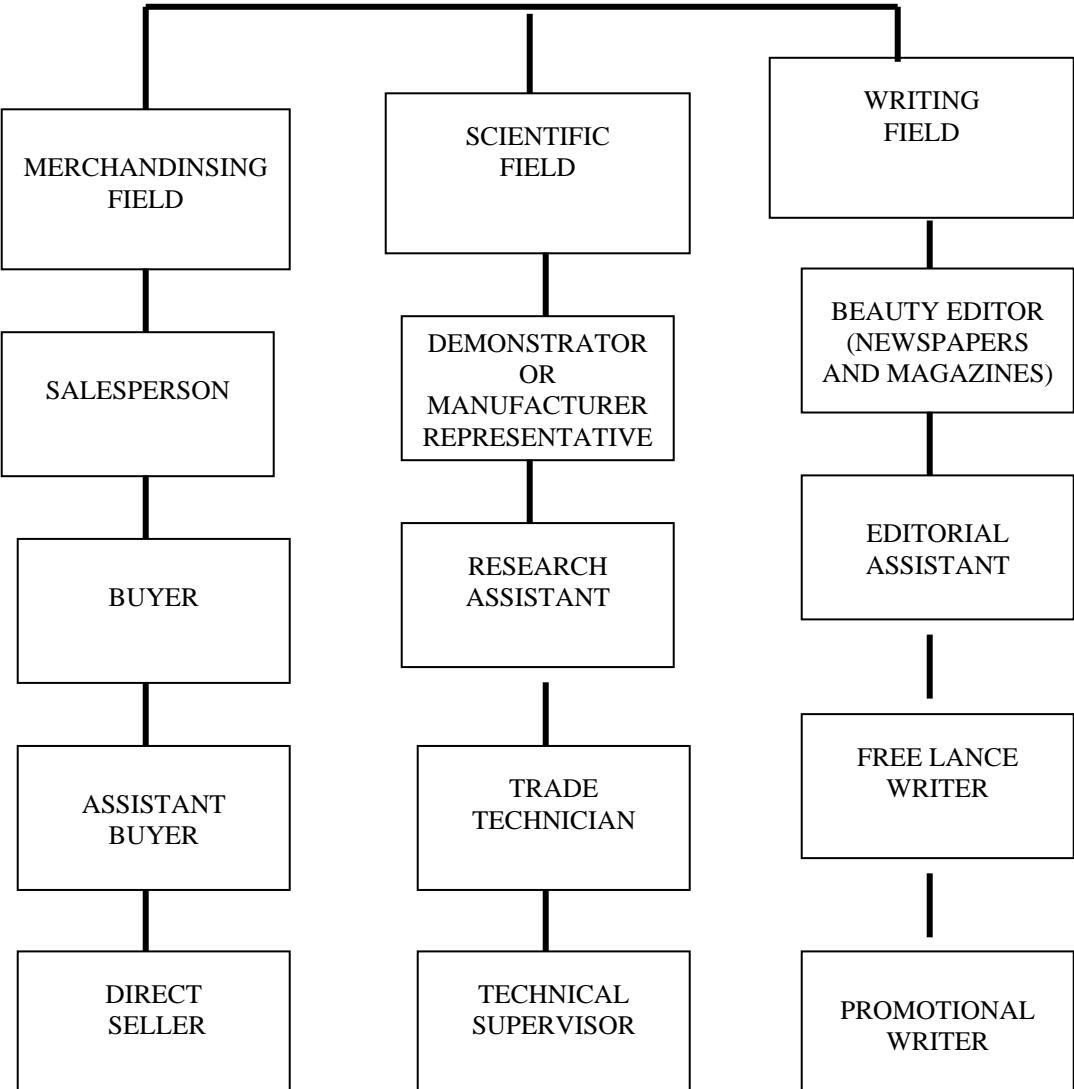 MERCHANDINSING
FIELD
SALESPERSON
BUYER
ASSISTANT
BUYER
DIRECT
SELLER
SCIENTIFIC
FIELD
DEMONSTRATOR
OR
MANUFACTURER
REPRESENTATIVE
RESEARCH
ASSISTANT
TRADE
TECHNICIAN
TECHNICAL
SUPERVISOR
WRITING
FIELD
BEAUTY EDITOR
(NEWSPAPERS
AND MAGAZINES)
EDITORIAL
ASSISTANT
FREE LANCE
WRITER
PROMOTIONAL
WRITER